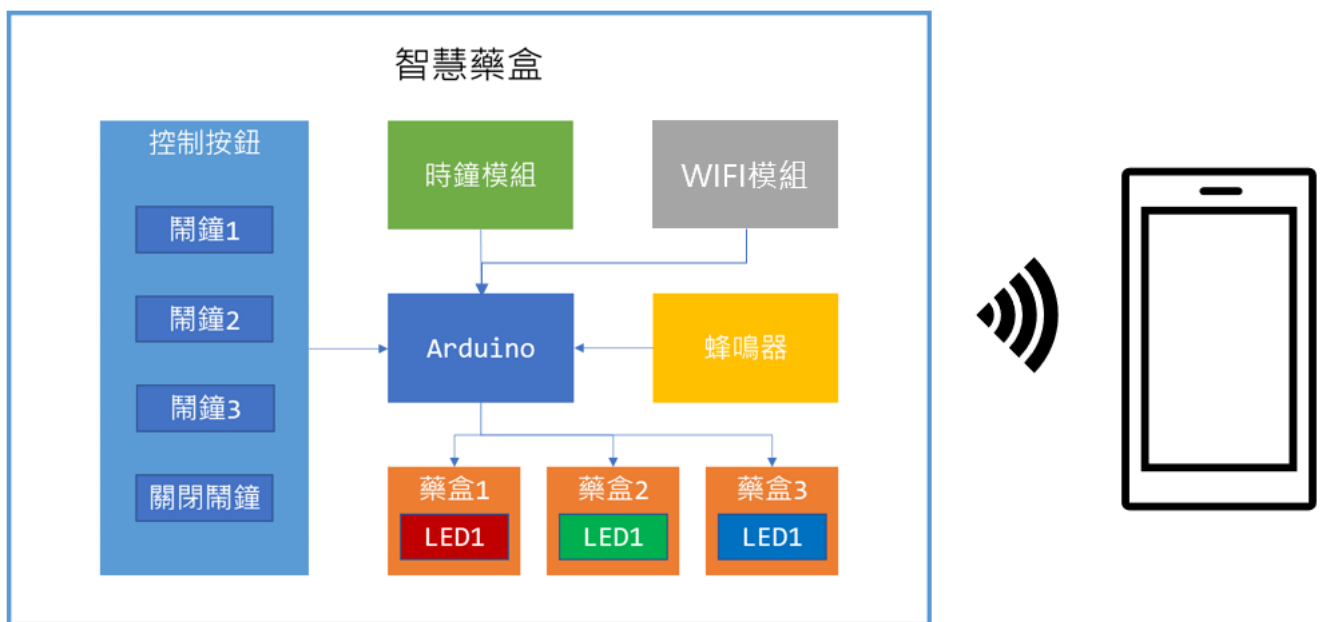 智慧藥盒
控制按鈕
鬧鐘1
鬧鐘2
鬧鐘3
關閉鬧鐘
時鐘模組
WIFI模組
Arduino
蜂鳴器
藥盒1
LED1
藥盒2
LED1
藥盒3
LED1